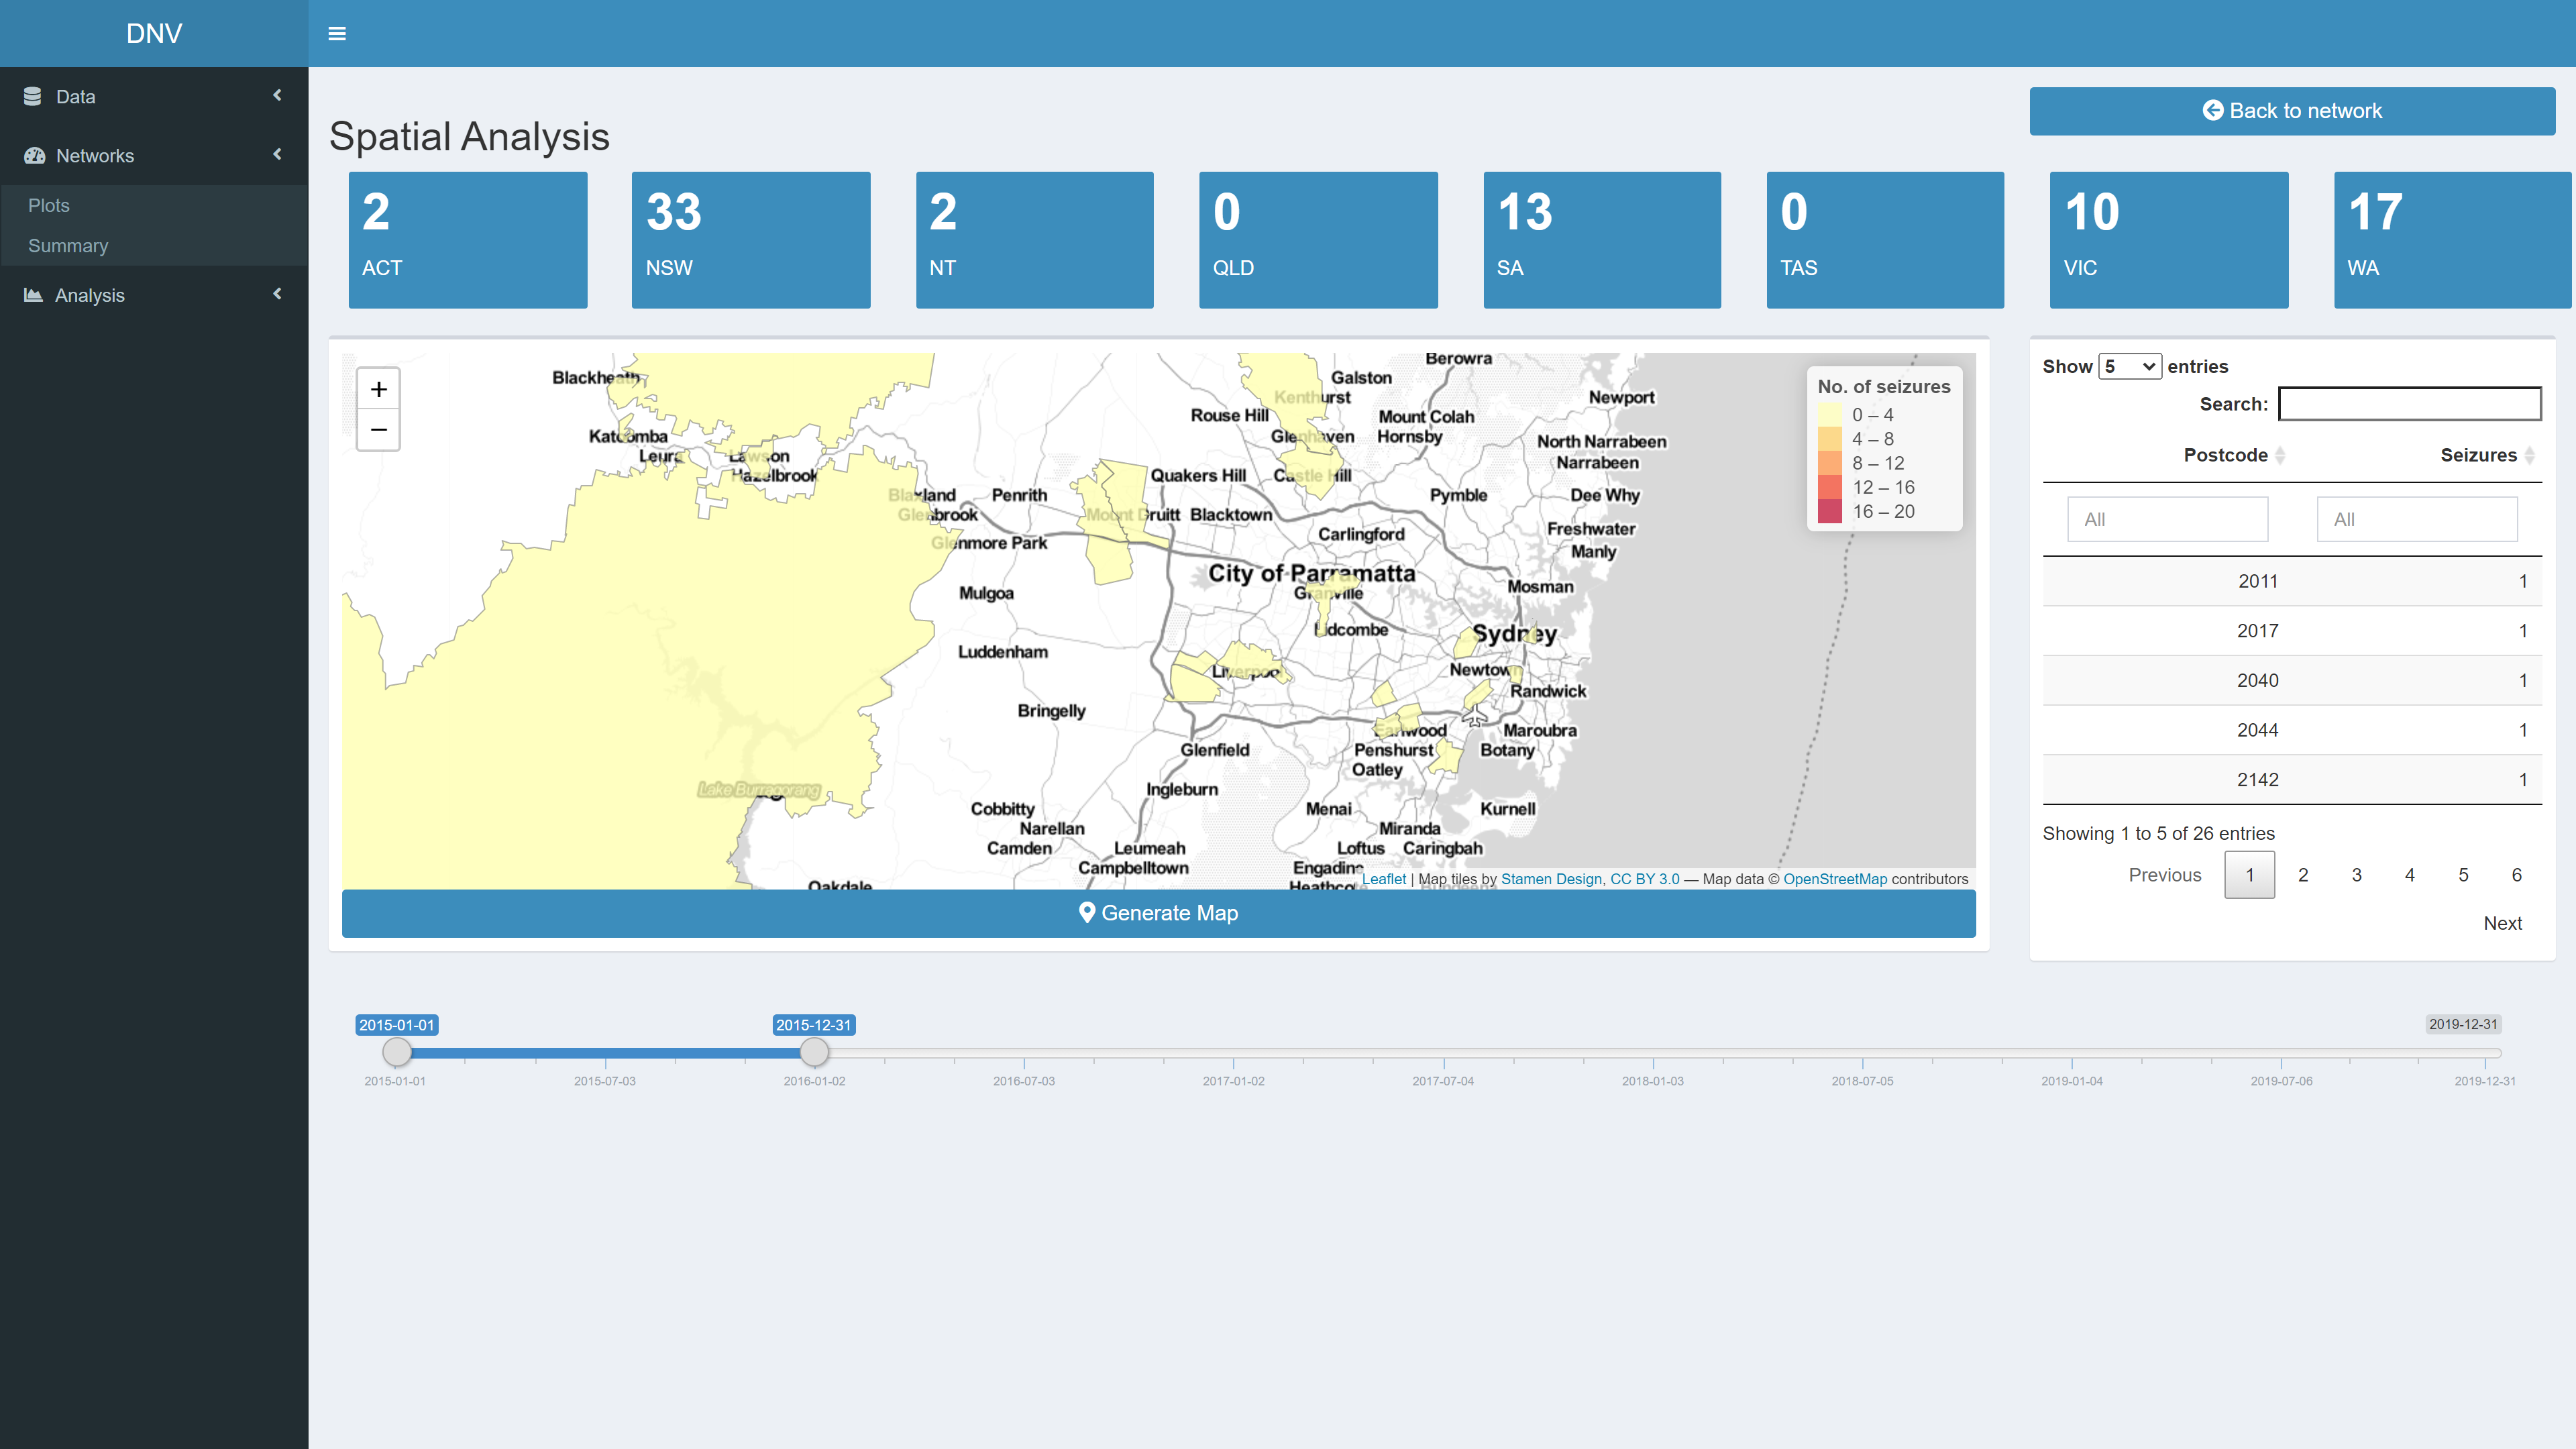 DNV
Data
Networks
Plots
Summary
Analysis
Spatial Analysis
Back to network
2
ACT
33
NSW
2
NT
0
QLD
13
SA
0
TAS
10
VIC
17
WA
+
−
Berowra
Blackheath
Galston
Kenthurst
Newport
Rouse Hill
Mount Colah
Katoomba
Glenhaven
Hornsby
North Narrabeen
Leura
Lawson
Narrabeen
Hazelbrook
Quakers Hill
Castle Hill
Blaxland
Penrith
Pymble
Dee Why
Glenbrook
Mount Druitt
Blacktown
Freshwater
Carlingford
Glenmore Park
Manly
City of Parramatta
Mosman
Mulgoa
Granville
Lidcombe
Sydney
Luddenham
Liverpool
Newtown
Randwick
Bringelly
Earlwood
Maroubra
Glenfield
Penshurst
Botany
Oatley
Lake Burragorang
Ingleburn
Cobbitty
Menai
Kurnell
Narellan
Miranda
Camden
Leumeah
Loftus
Caringbah
Campbelltown
Engadine
Oakdale
Heathcote
Bundeena
No. of seizures
0 – 4
4 – 8
8 – 12
12 – 16
16 – 20
Leaflet | Map tiles by Stamen Design, CC BY 3.0 — Map data © OpenStreetMap contributors
Generate Map
Show 5 entries
Search:
Postcode Seizures
All All
2011 1
2017 1
2040 1
2044 1
2142 1
Showing 1 to 5 of 26 entries
Previous 1 2 3 4 5 6
Next
2015-01-01 2015-12-31 2019-12-31
2015-01-01 2015-07-03 2016-01-02 2016-07-03 2017-01-02 2017-07-04 2018-01-03 2018-07-05 2019-01-04 2019-07-06 2019-12-31